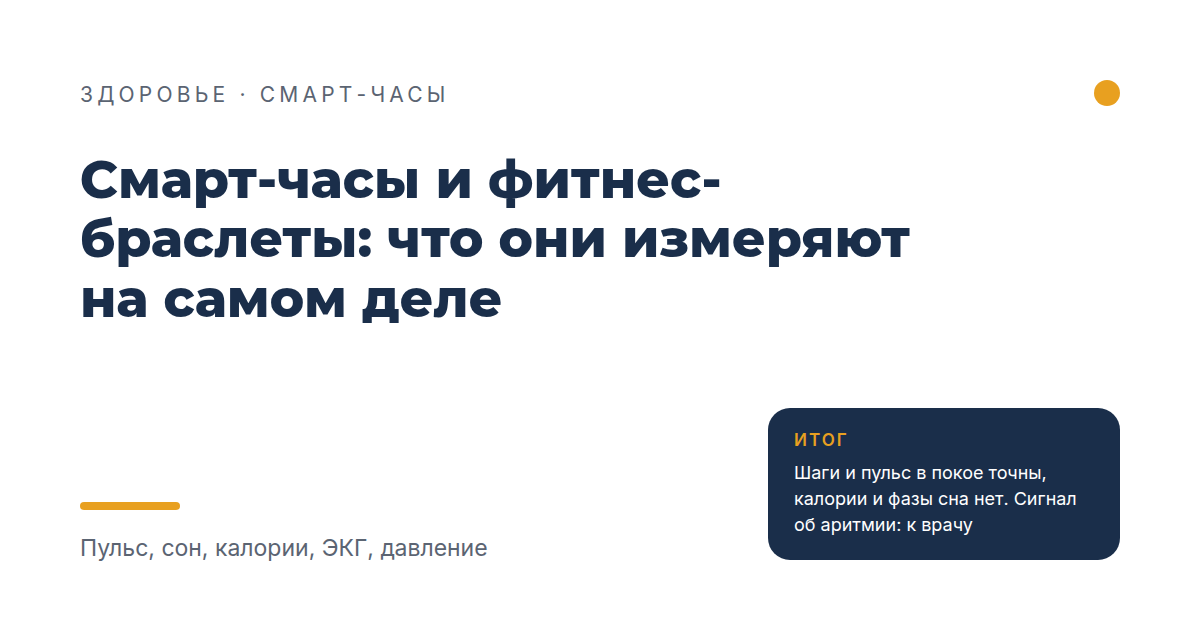 ЗДОРОВЬЕ · СМАРТ-ЧАСЫ
Смарт-часы и фитнес-
браслеты: что они измеряют
на самом деле
ИТОГ
Шаги и пульс в покое точны,
калории и фазы сна нет. Сигнал
об аритмии: к врачу
Пульс, сон, калории, ЭКГ, давление